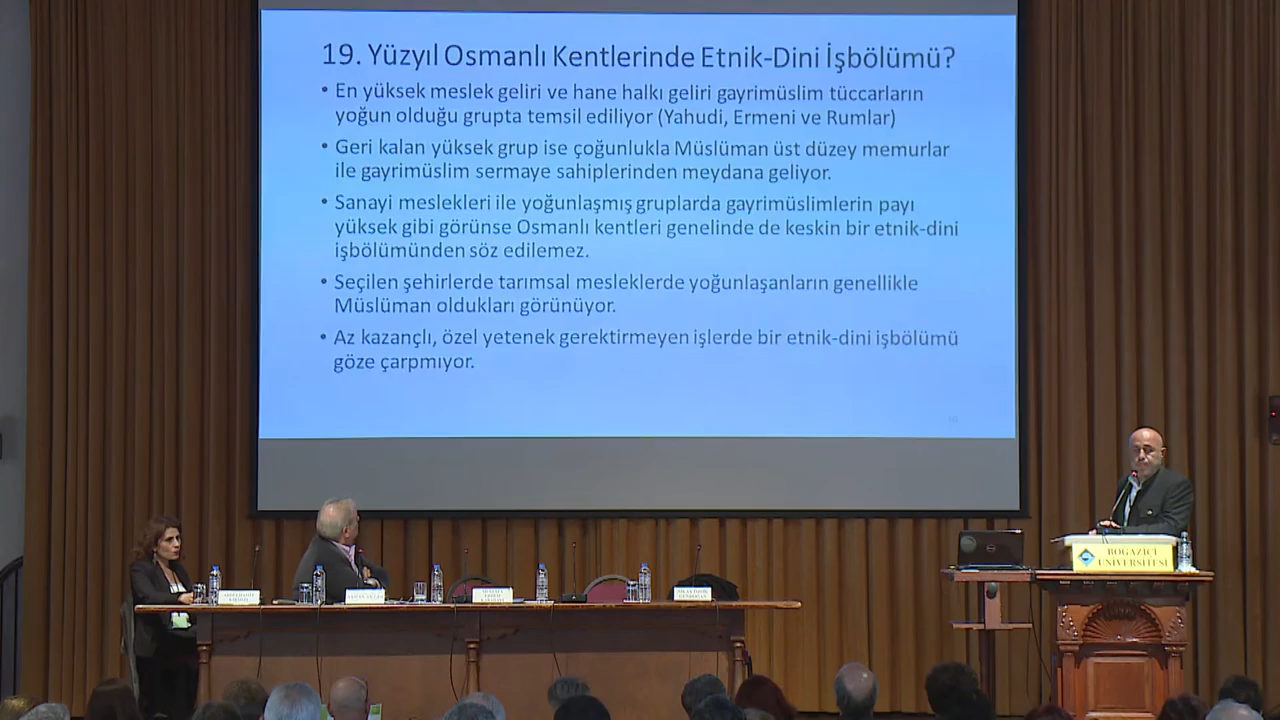 19. Yüzyıl Osmanlı Kentlerinde Etnik-Dini İşbölümü?
• En yüksek meslek geliri ve hane halkı geliri gayrimüslim tüccarların
yoğun olduğu grupta temsil ediliyor (Yahudi, Ermeni ve Rumlar)
• Geri kalan yüksek grup ise çoğunlukla Müslüman üst düzey memurlar
ile gayrimüslim sermaye sahiplerinden meydana geliyor.
• Sanayi meslekleri ile yoğunlaşmış gruplarda gayrimüslimlerin payı
yüksek gibi görünse Osmanlı kentleri genelinde de keskin bir etnik-dini
işbölümünden söz edilemez.
• Seçilen şehirlerde tarımsal mesleklerde yoğunlaşanların genellikle
Müslüman oldukları görünüyor.
• Az kazançlı, özel yetenek gerektirmeyen işlerde bir etnik-dini işbölümü
göze çarpmıyor.
BOĞAZİÇİ
ÜNİVERSİTESİ